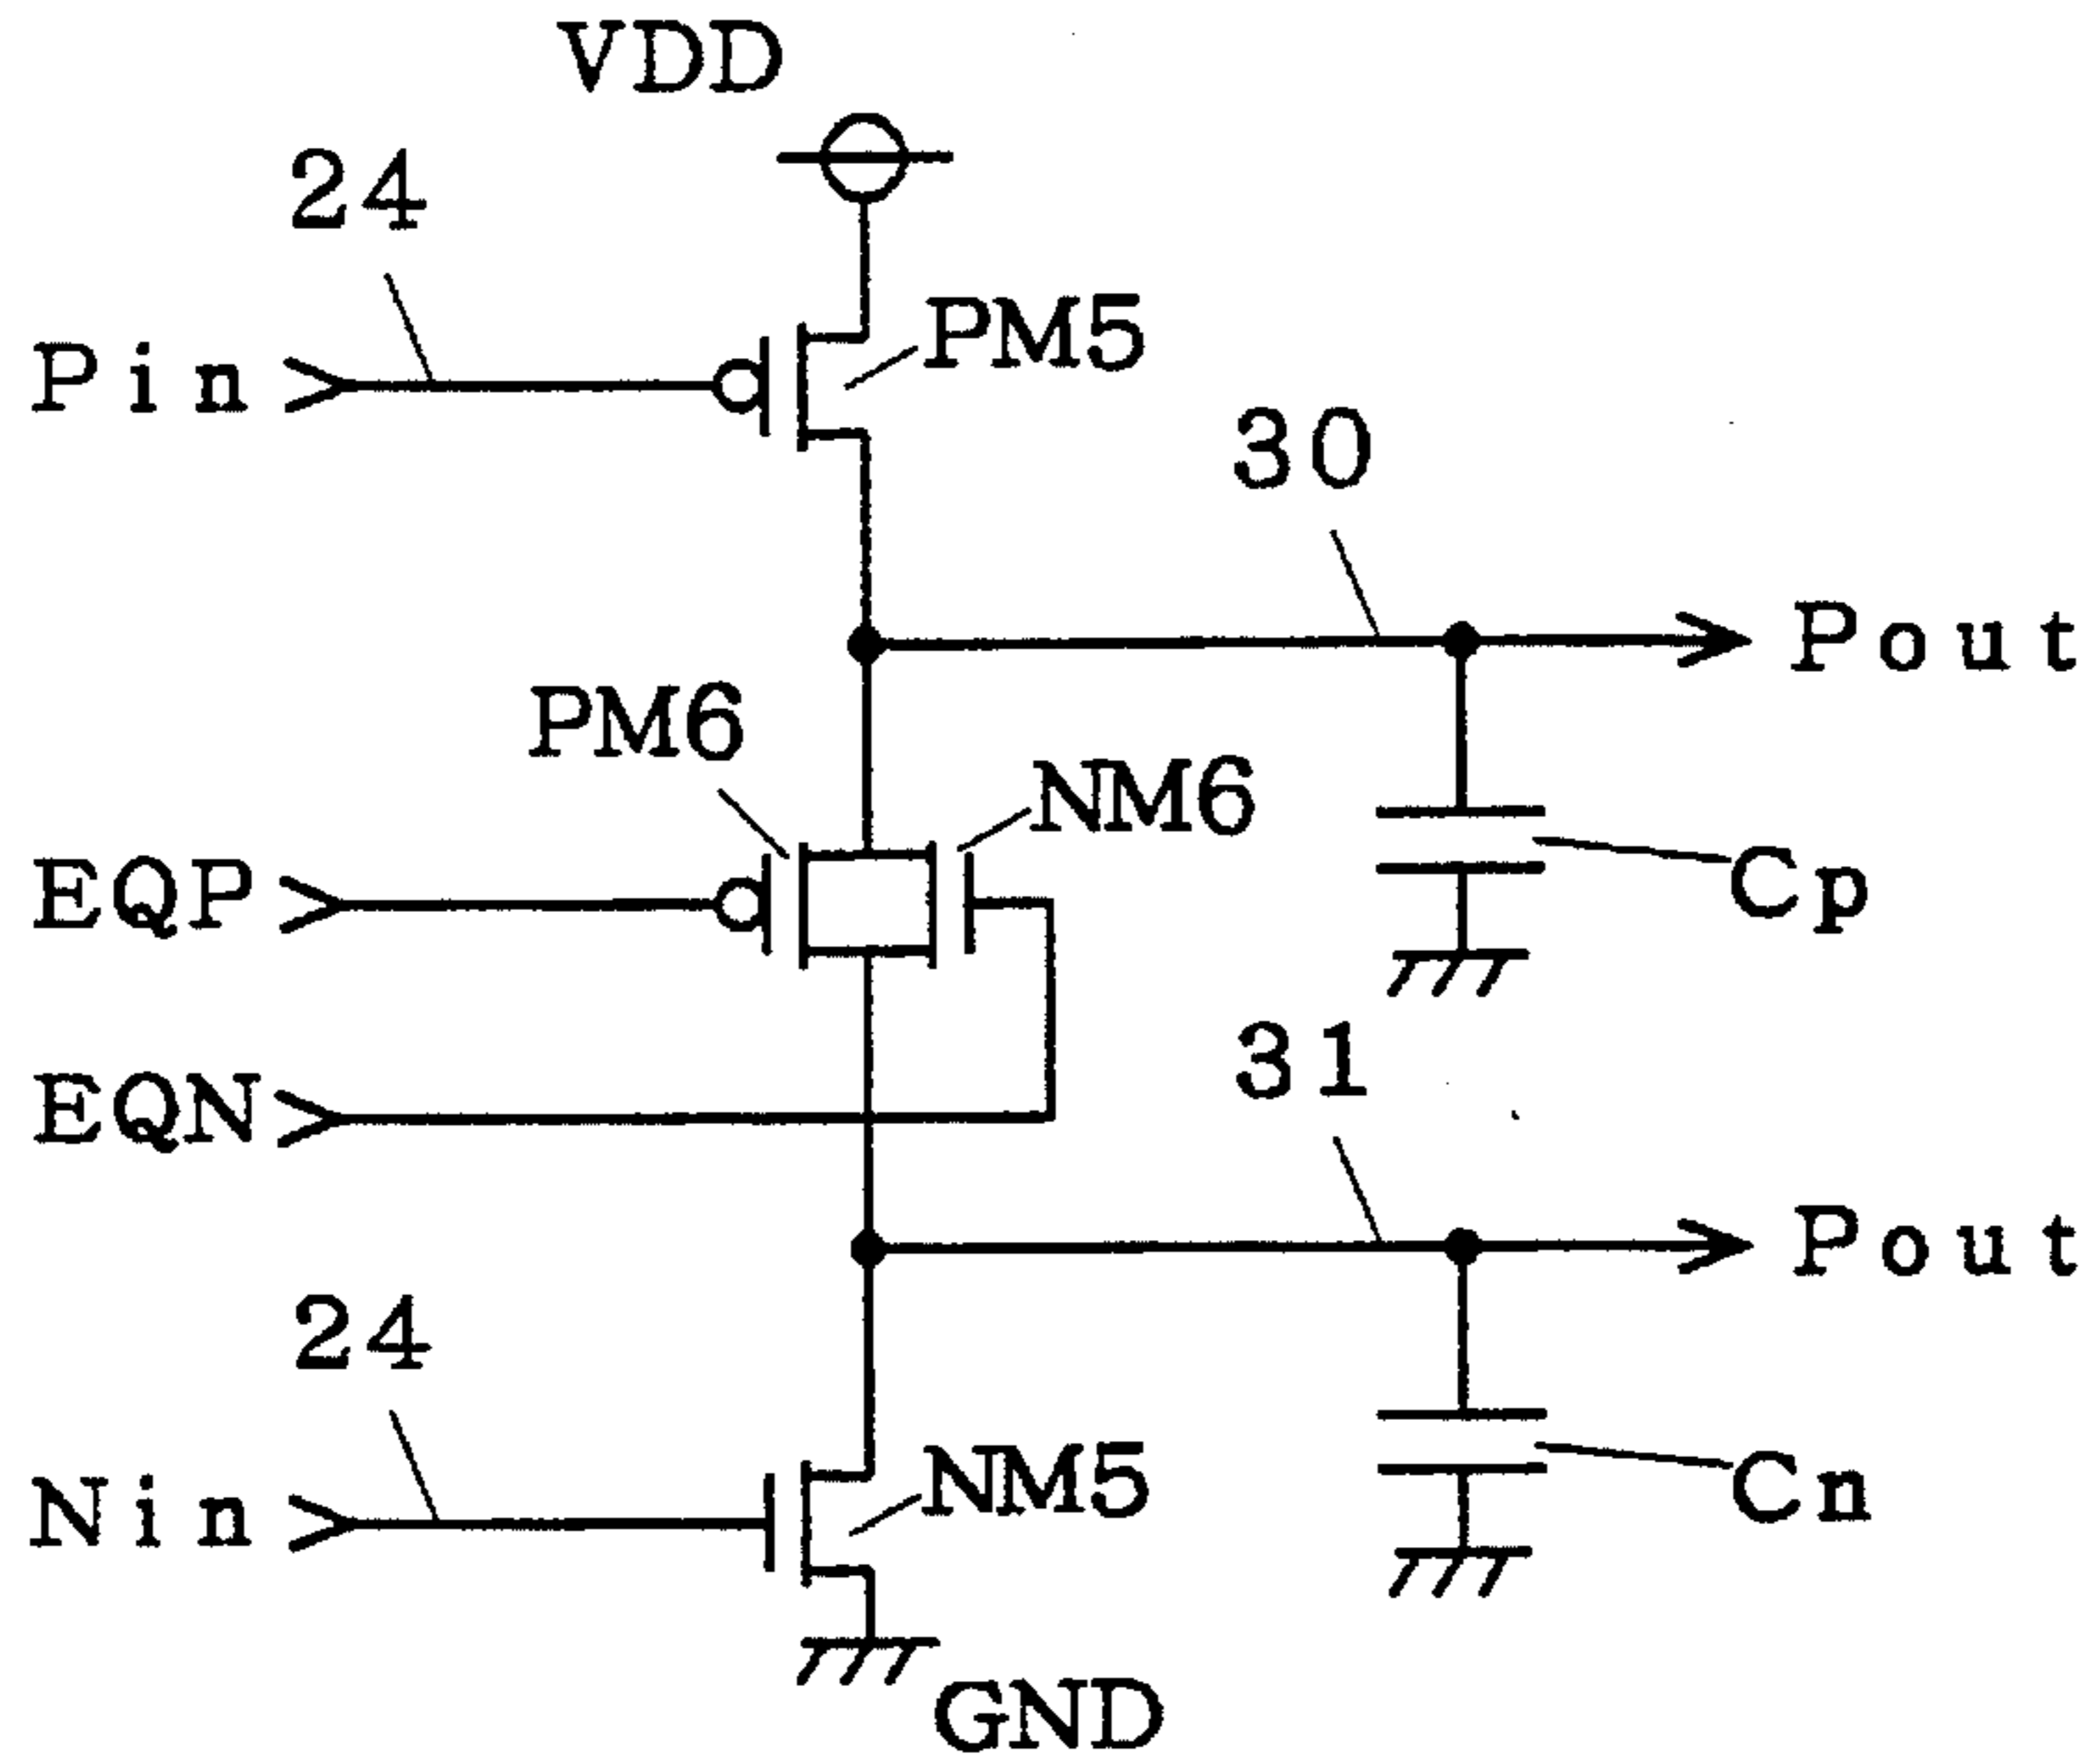 VDD
24
Pin
PM5
30
Pout
PM6
NM6
EQP
Cp
EQN
31
Pout
24
Nin
NM5
Cn
GND